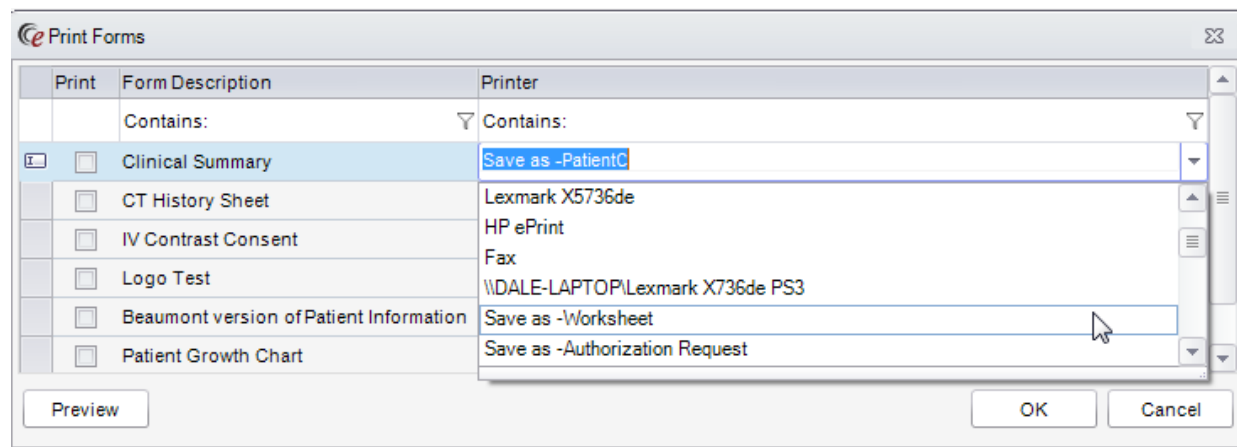 Print Forms
Print Form Description Printer
Contains: Contains:
Clinical Summary Save as -PatientC
CT History Sheet Lexmark X5736de
IV Contrast Consent HP ePrint
Fax
Logo Test \\DALE-LAPTOP\Lexmark X736de PS3
Beaumont version of Patient Information Save as -Worksheet
Patient Growth Chart Save as -Authorization Request
Preview OK Cancel